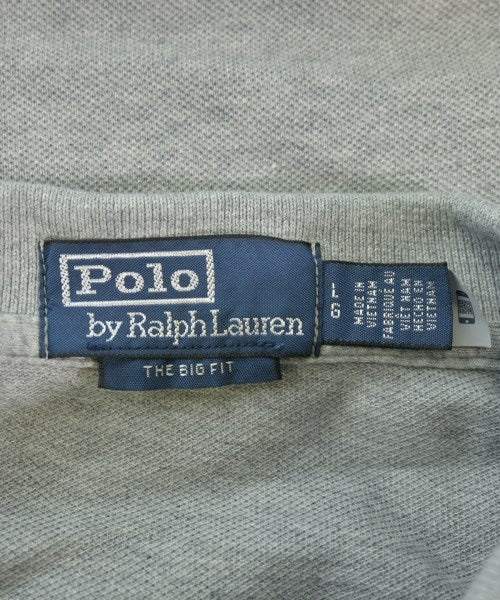 Polo
by Ralph Lauren
THE BIG FIT
L
G
MADE IN
VIETNAM
FABRIQUÉ AU
VIÊT NAM
HECHO EN
VIETNAM